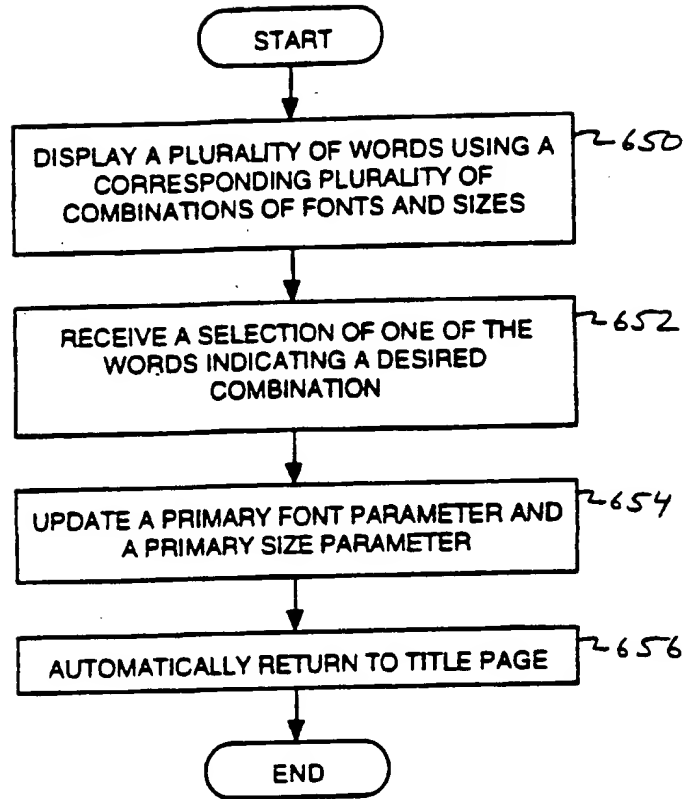 START
DISPLAY A PLURALITY OF WORDS USING A 650
CORRESPONDING PLURALITY OF
COMBINATIONS OF FONTS AND SIZES
RECEIVE A SELECTION OF ONE OF THE 652
WORDS INDICATING A DESIRED
COMBINATION
UPDATE A PRIMARY FONT PARAMETER AND 654
A PRIMARY SIZE PARAMETER
AUTOMATICALLY RETURN TO TITLE PAGE 656
END